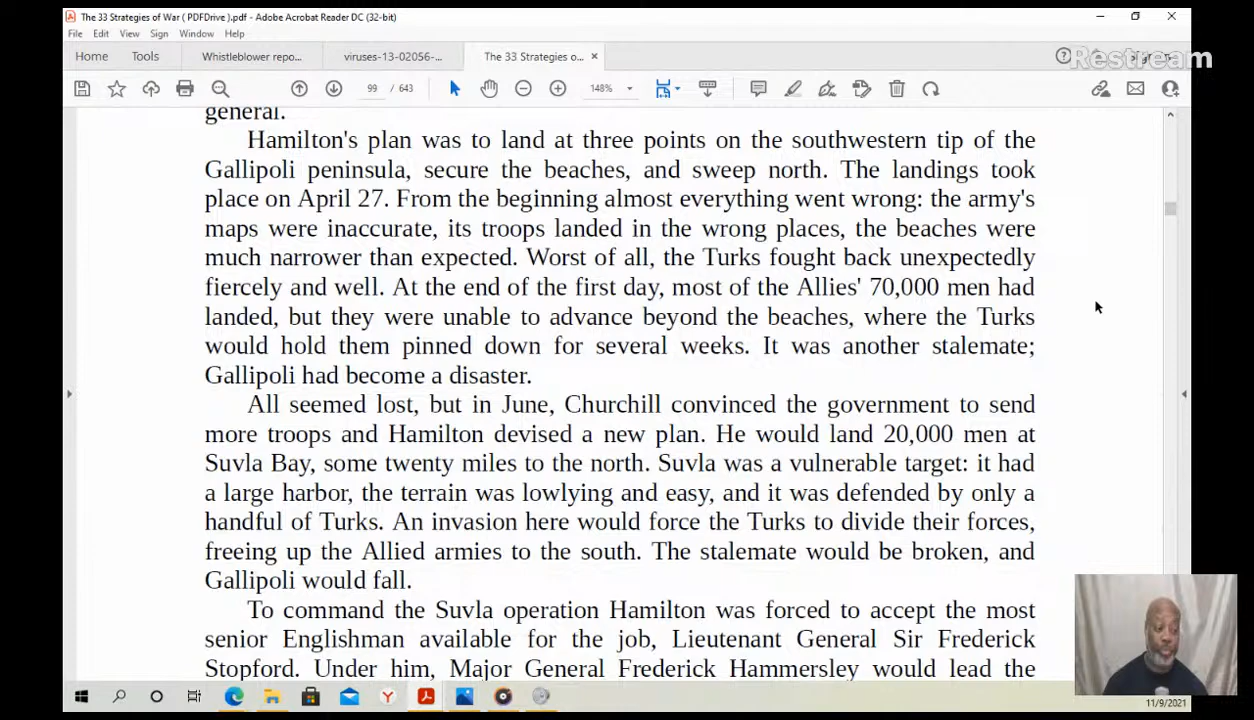 The 33 Strategies of War ( PDFDrive ).pdf - Adobe Acrobat Reader DC (32-bit)
File Edit View Sign Window Help
Home Tools Whistleblower repo... viruses-13-02056-... The 33 Strategies o... ×
Restream
99 / 643 148%
general.
Hamilton's plan was to land at three points on the southwestern tip of the
Gallipoli peninsula, secure the beaches, and sweep north. The landings took
place on April 27. From the beginning almost everything went wrong: the army's
maps were inaccurate, its troops landed in the wrong places, the beaches were
much narrower than expected. Worst of all, the Turks fought back unexpectedly
fiercely and well. At the end of the first day, most of the Allies' 70,000 men had
landed, but they were unable to advance beyond the beaches, where the Turks
would hold them pinned down for several weeks. It was another stalemate;
Gallipoli had become a disaster.
All seemed lost, but in June, Churchill convinced the government to send
more troops and Hamilton devised a new plan. He would land 20,000 men at
Suvla Bay, some twenty miles to the north. Suvla was a vulnerable target: it had
a large harbor, the terrain was lowlying and easy, and it was defended by only a
handful of Turks. An invasion here would force the Turks to divide their forces,
freeing up the Allied armies to the south. The stalemate would be broken, and
Gallipoli would fall.
To command the Suvla operation Hamilton was forced to accept the most
senior Englishman available for the job, Lieutenant General Sir Frederick
Stopford. Under him, Major General Frederick Hammersley would lead the
11/9/2021